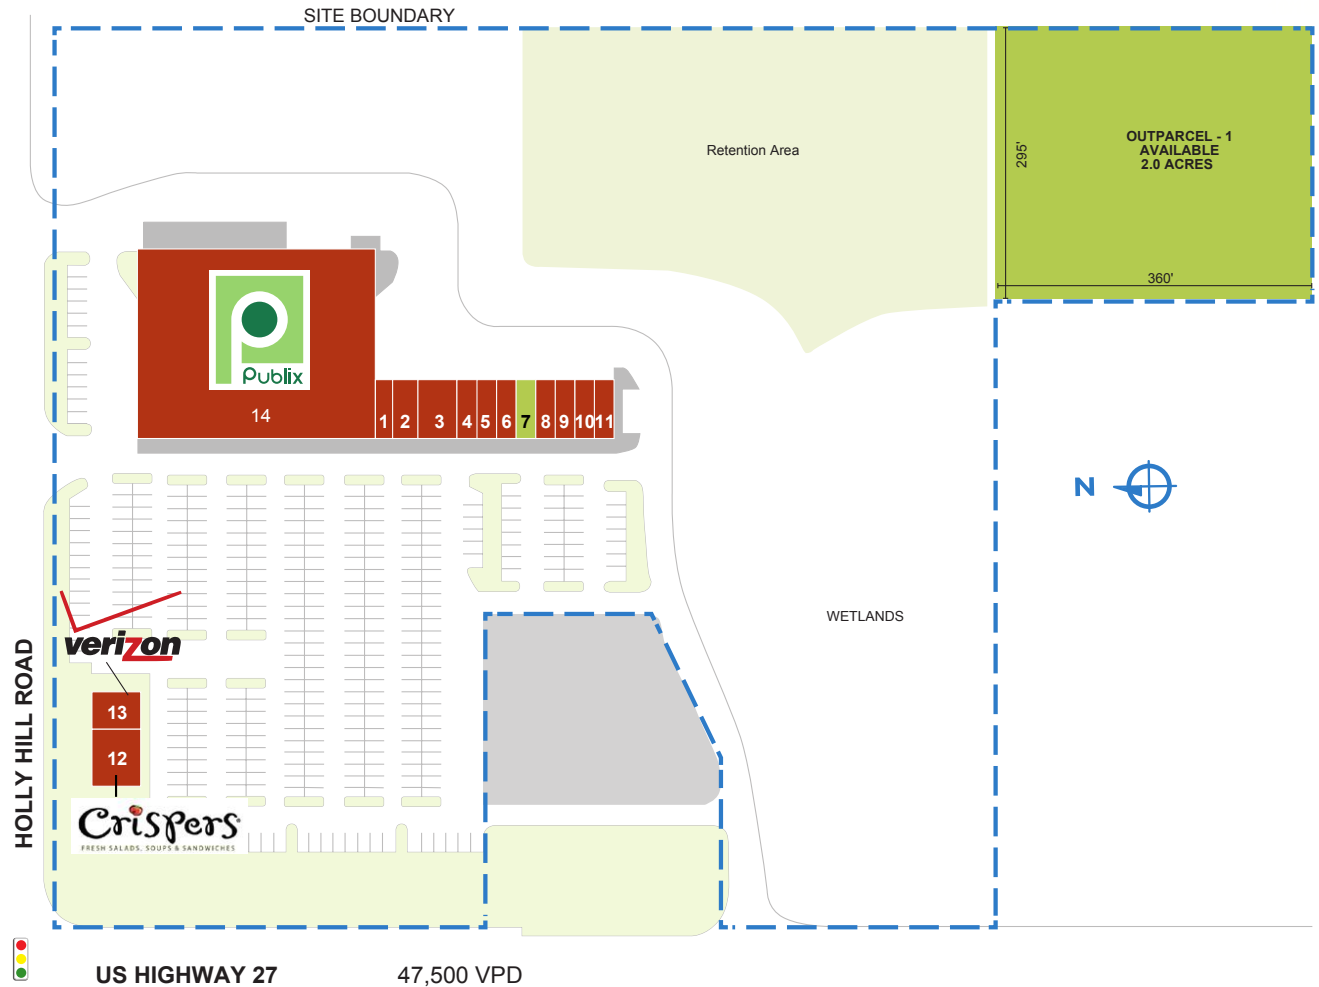 SITE BOUNDARY
Retention Area
OUTPARCEL - 1
AVAILABLE
2.0 ACRES
295'
360'
Publix
14
1 2 3 4 5 6 7 8 9 10 11
N
WETLANDS
verizon
HOLLY HILL ROAD
13
12
Crispers
FRESH SALADS, SOUPS & SANDWICHES
US HIGHWAY 27 47,500 VPD